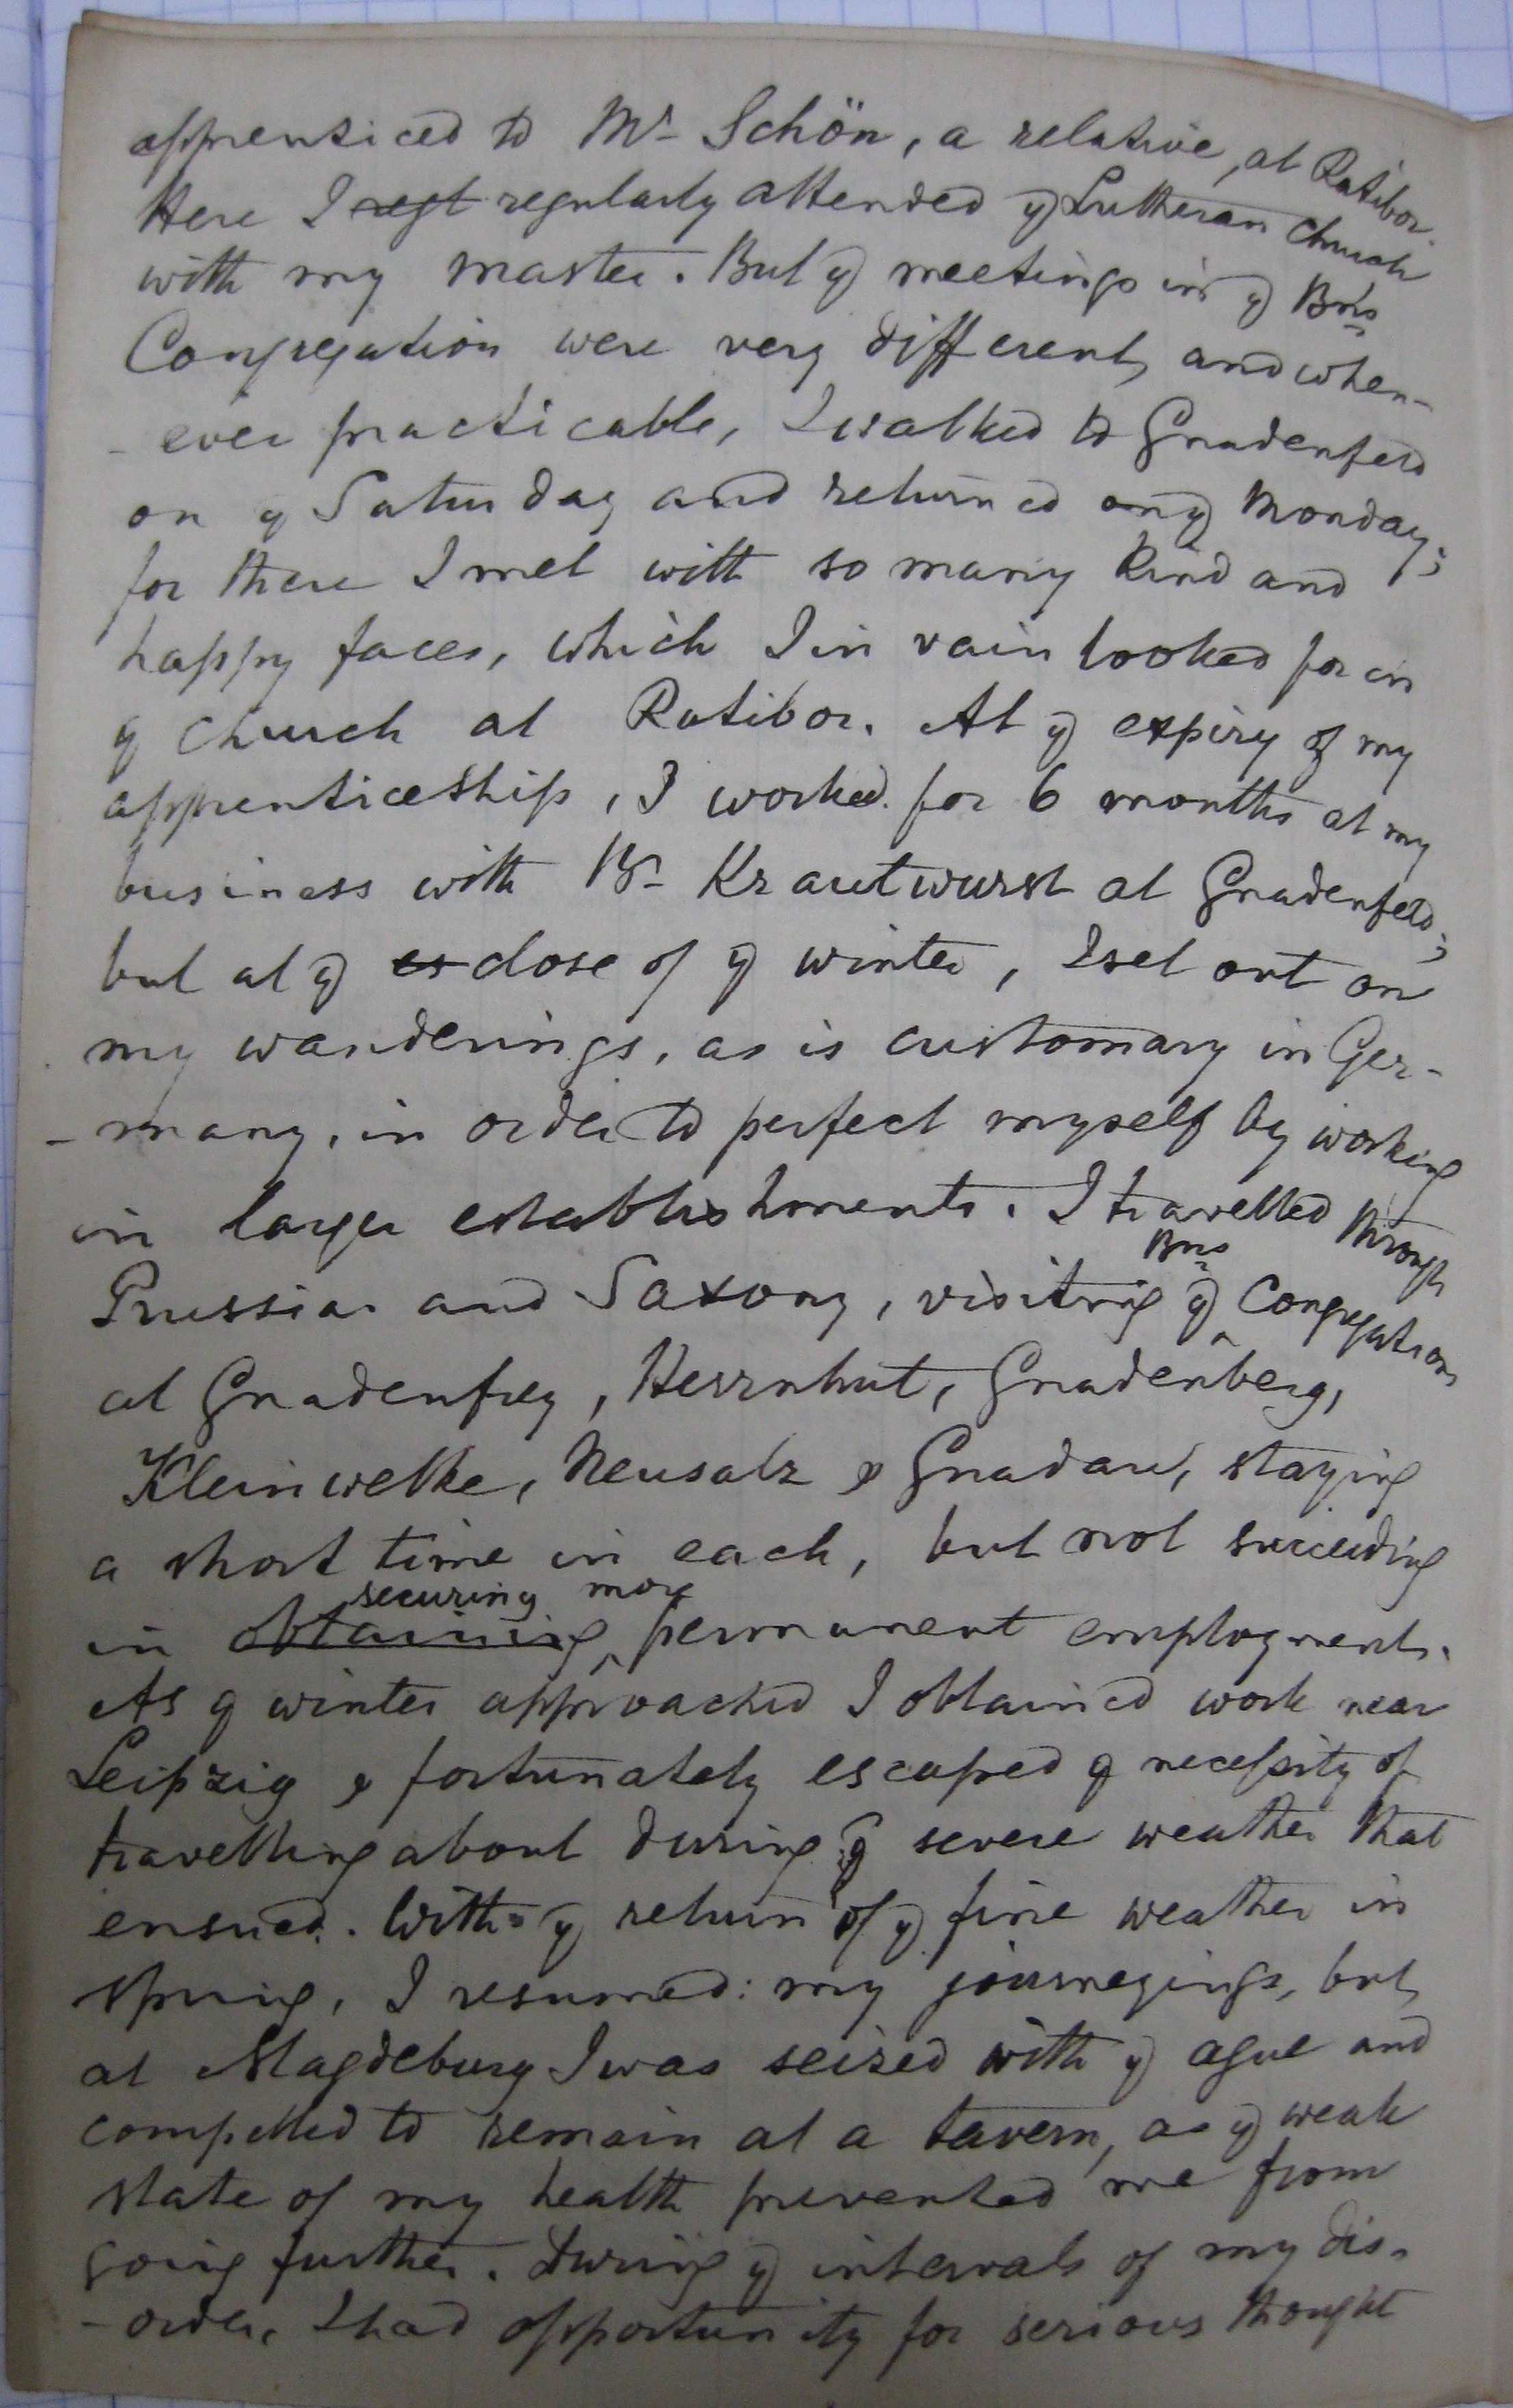 apprenticed to Mr Schön, a relative, at Ratibor.
Here I regt regularly attended y Lutheran Church
with my master. But y meetings in y Brns
Congregation were very different, and when-
-ever practicable, I walked to Gnadenfeld
on y Saturday and returned on y Monday;
for there I met with so many kind and
happy faces, which I in vain looked for in
y church at Ratibor. At y expiry of my
apprenticeship, I worked for 6 months at my
business with Br Krautwurst at Gnadenfeld;
but at y close of y winter, I set out on
my wanderings, as is customary in Ger-
-many, in order to perfect myself by working
in larger establishments. I travelled through
Prussia and Saxony, visiting y Brns Congregations
at Gnadenfrey, Herrnhut, Gnadenberg,
Kleinwelke, Neusalz & Gnadau, staying
a short time in each, but not succeeding
in obtaining securing more permanent employment.
As y winter approached I obtained work near
Leipzig & fortunately escaped y necessity of
travelling about during y severe weather that
ensued. With y return of y fine weather in
spring, I resumed my journeyings, but,
at Magdeburg I was seized with y ague and
compelled to remain at a tavern, as y weak
state of my health prevented me from
going further. During y intervals of my dis-
-order, I had opportunity for serious thought